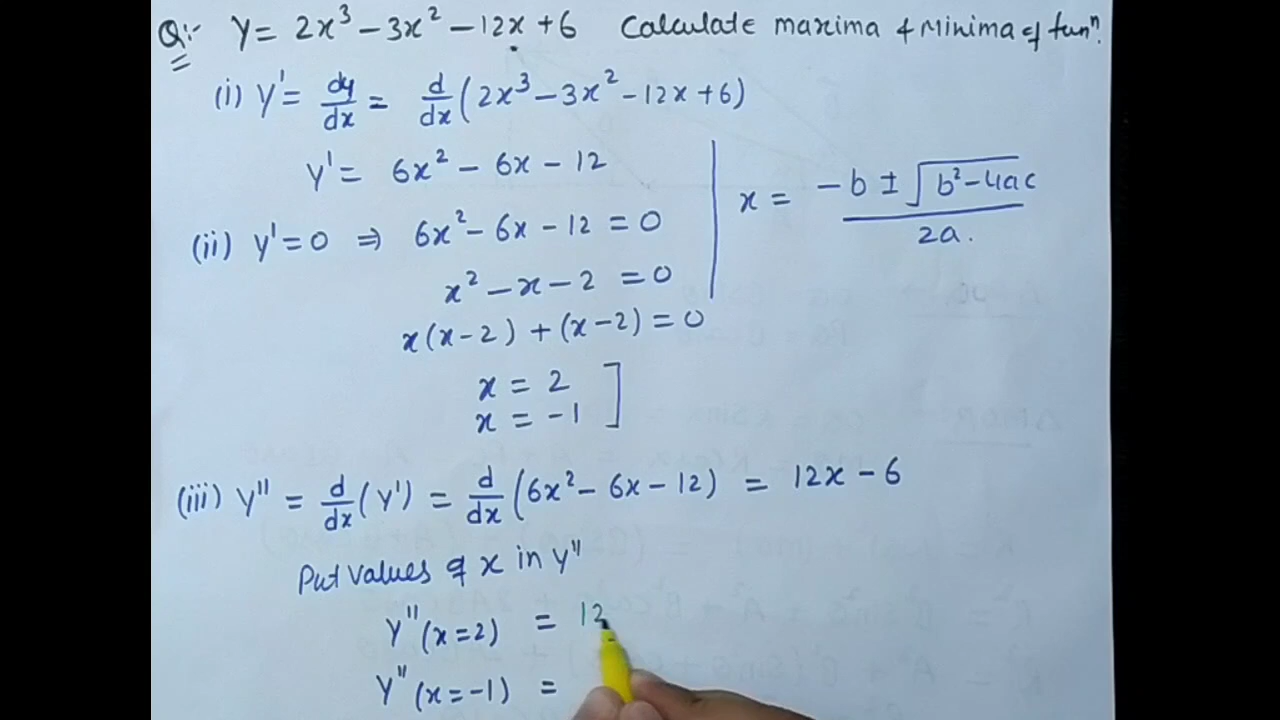 Q:- y = 2x³ - 3x² - 12x + 6 Calculate maxima & Minima of funⁿ.
(i) y' = dy/dx = d/dx (2x³ - 3x² - 12x + 6)
y' = 6x² - 6x - 12
x = -b ± √(b² - 4ac) / 2a.
(ii) y' = 0 ⇒ 6x² - 6x - 12 = 0
x² - x - 2 = 0
x(x-2) + (x-2) = 0
x = 2 ]
x = -1
(iii) y" = d/dx (y') = d/dx (6x² - 6x - 12) = 12x - 6
Put values of x in y"
y" (x=2) = 12
y" (x=-1) =